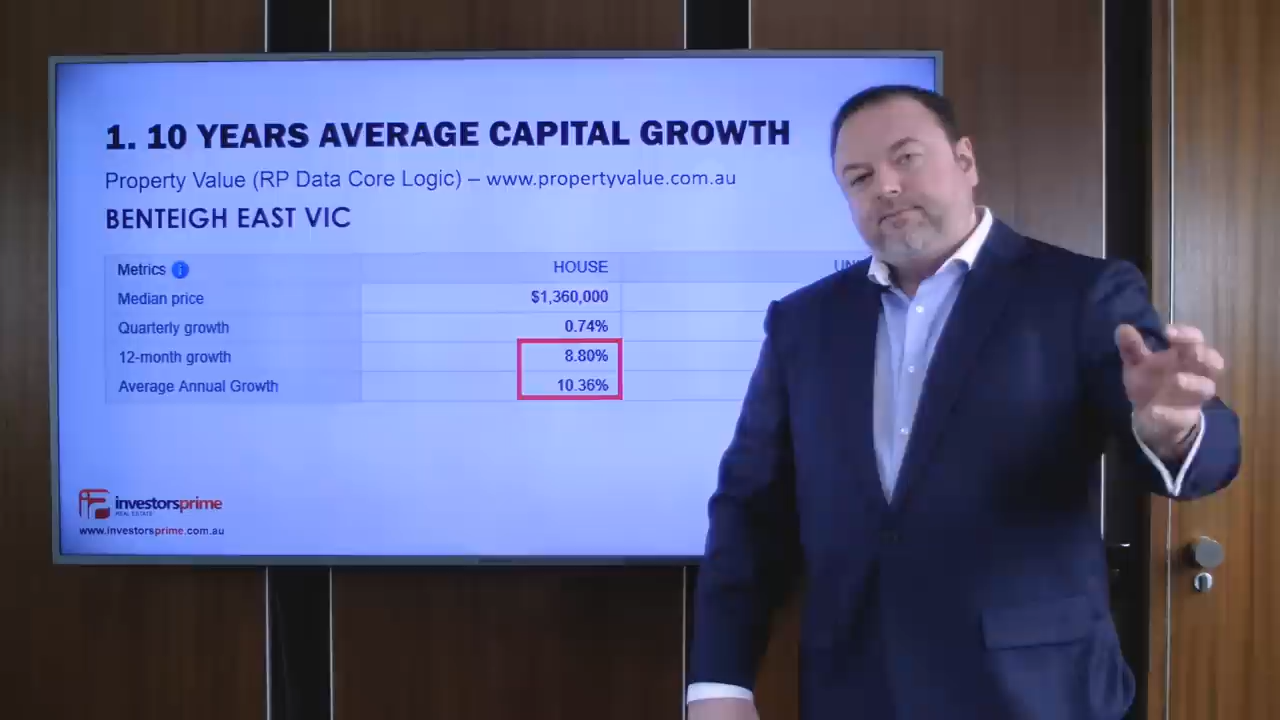 1. 10 YEARS AVERAGE CAPITAL GROWTH
Property Value (RP Data Core Logic) – www.propertyvalue.com.au
BENTEIGH EAST VIC
Metrics HOUSE
Median price $1,360,000
Quarterly growth 0.74%
12-month growth 8.80%
Average Annual Growth 10.36%
investorsprime
REAL ESTATE
www.investorsprime.com.au